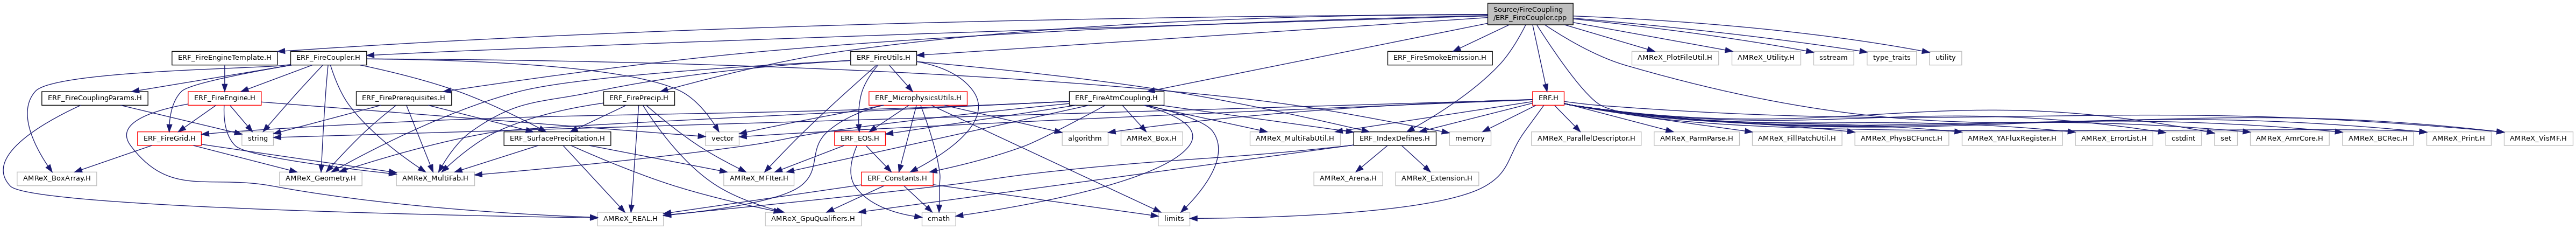 Source/FireCoupling
/ERF_FireCoupler.cpp
ERF_FireEngineTemplate.H
ERF_FireCoupler.H
ERF_FireUtils.H
ERF_FireSmokeEmission.H
AMReX_PlotFileUtil.H
AMReX_Utility.H
sstream
type_traits
utility
ERF_FireCouplingParams.H
ERF_FireEngine.H
ERF_FirePrerequisites.H
ERF_FirePrecip.H
ERF_MicrophysicsUtils.H
ERF_FireAtmCoupling.H
ERF.H
ERF_FireGrid.H
string
ERF_SurfacePrecipitation.H
vector
ERF_EOS.H
algorithm
AMReX_Box.H
AMReX_MultiFabUtil.H
ERF_IndexDefines.H
memory
AMReX_ParallelDescriptor.H
AMReX_ParmParse.H
AMReX_FillPatchUtil.H
AMReX_PhysBCFunct.H
AMReX_YAFluxRegister.H
AMReX_ErrorList.H
cstdint
set
AMReX_AmrCore.H
AMReX_BCRec.H
AMReX_Print.H
AMReX_VisMF.H
AMReX_BoxArray.H
AMReX_Geometry.H
AMReX_MultiFab.H
AMReX_MFIter.H
ERF_Constants.H
AMReX_Arena.H
AMReX_Extension.H
AMReX_REAL.H
AMReX_GpuQualifiers.H
cmath
limits